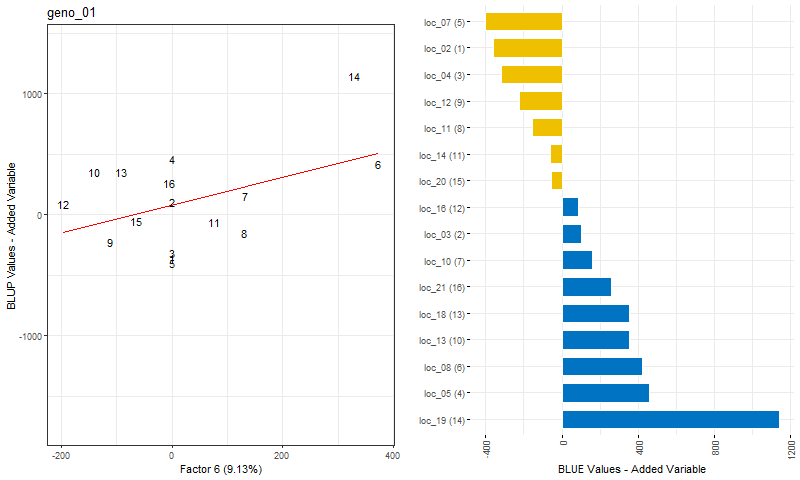 geno_01
BLUP Values - Added Variable
1000
0
-1000
14
4
6
10
13
16
7
12
2
5
11
8
9
3
1
5
-200
0
200
400
Factor 6 (9.13%)
loc_07 (5)
loc_02 (1)
loc_04 (3)
loc_12 (9)
loc_11 (8)
loc_14 (11)
loc_20 (15)
loc_16 (12)
loc_03 (2)
loc_10 (7)
loc_21 (16)
loc_18 (13)
loc_13 (10)
loc_08 (6)
loc_05 (4)
loc_19 (14)
-400
0
400
800
1200
BLUE Values - Added Variable